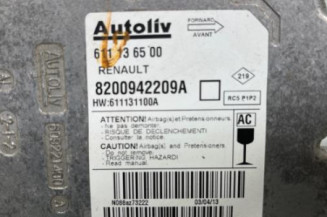 Autoliv
FORWARD
AVANT
611 13 65 00
RENAULT
8200942209A
HW:611131100A
219
RC5 P1P2
ATTENTION! Airbag(s) et Pretensionneurs
- ne pas demonter.
- RISQUE DE DECLENCHEMENT!
- Consulter la notice.
AC
CAUTION! Airbag(s) and Pretensioners
- Do not remove.
- TRIGGERING HAZARD!
- Read manual.
03/04/13
AUTOLIV